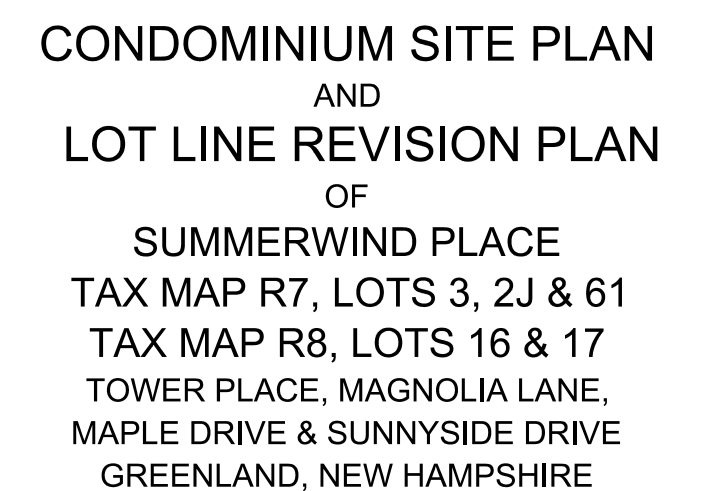 CONDOMINIUM SITE PLAN
AND
LOT LINE REVISION PLAN
OF
SUMMERWIND PLACE
TAX MAP R7, LOTS 3, 2J & 61
TAX MAP R8, LOTS 16 & 17
TOWER PLACE, MAGNOLIA LANE,
MAPLE DRIVE & SUNNYSIDE DRIVE
GREENLAND, NEW HAMPSHIRE